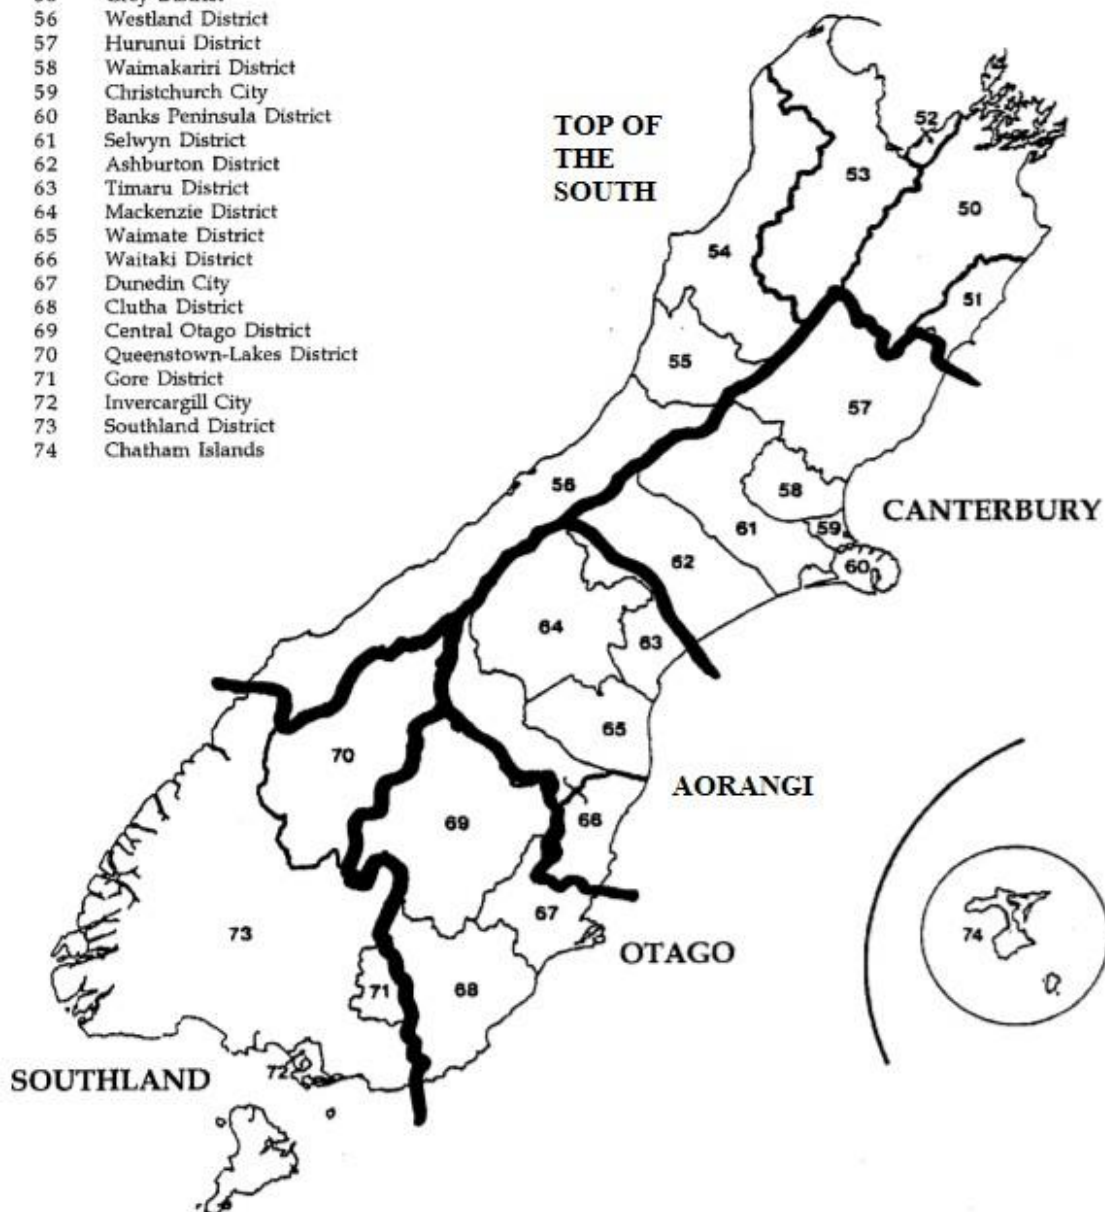 56 Westland District
57 Hurunui District
58 Waimakariri District
59 Christchurch City
60 Banks Peninsula District
61 Selwyn District
62 Ashburton District
63 Timaru District
64 Mackenzie District
65 Waimate District
66 Waitaki District
67 Dunedin City
68 Clutha District
69 Central Otago District
70 Queenstown-Lakes District
71 Gore District
72 Invercargill City
73 Southland District
74 Chatham Islands
TOP OF
THE
SOUTH
52
53
50
54
51
55
57
56
58
CANTERBURY
61
59
62
60
64
63
65
70
AORANGI
66
69
67
73
74
OTAGO
71
68
72
SOUTHLAND